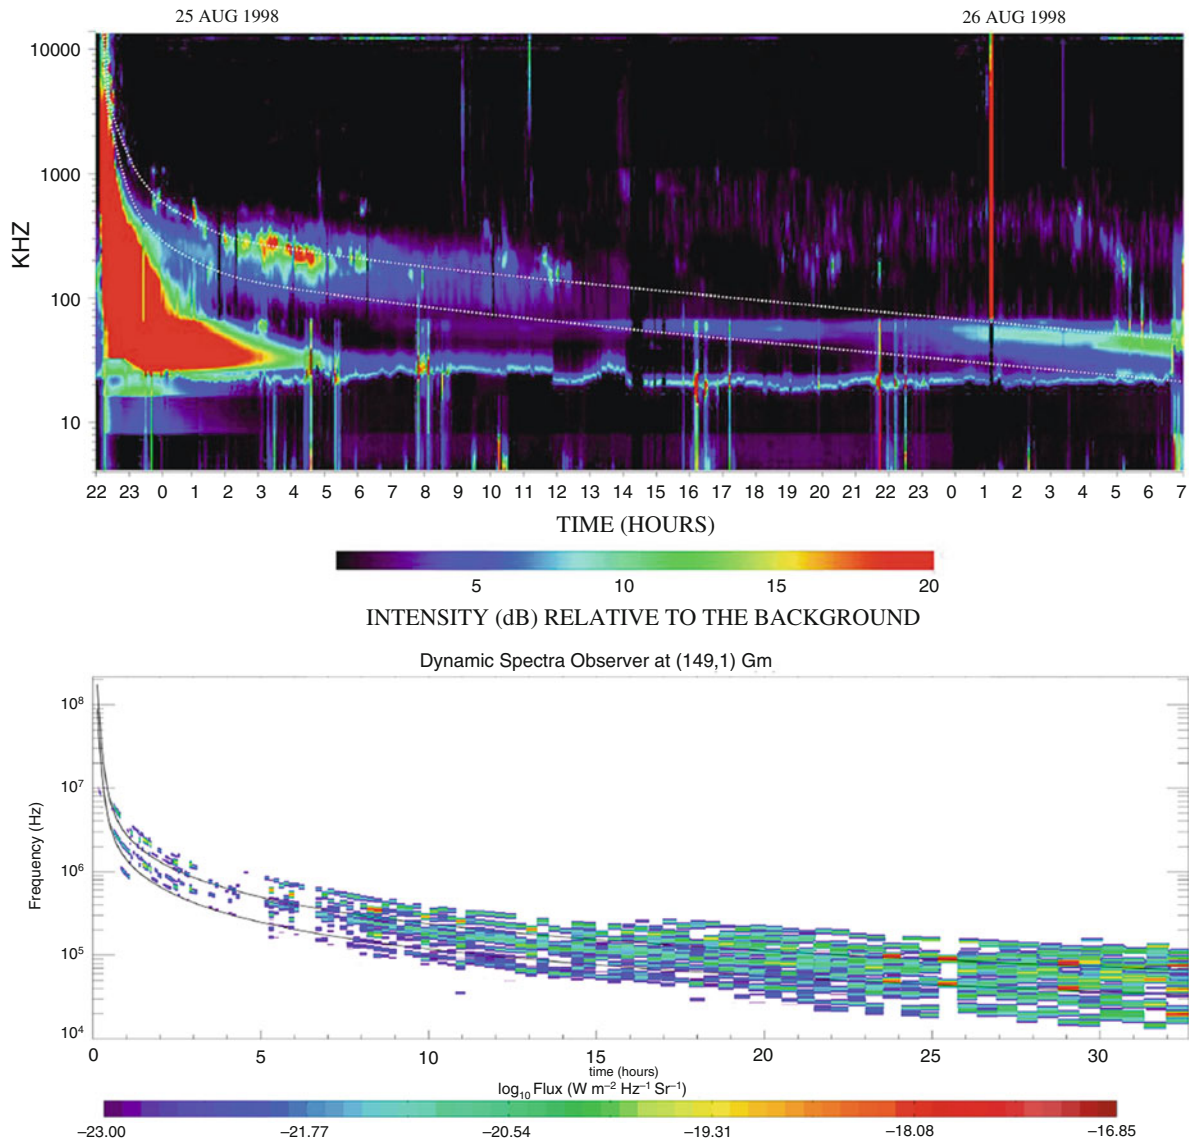 25 AUG 1998 26 AUG 1998
10000
1000
100
10
KHZ
22 23 0 1 2 3 4 5 6 7 8 9 10 11 12 13 14 15 16 17 18 19 20 21 22 23 0 1 2 3 4 5 6 7
TIME (HOURS)
5 10 15 20
INTENSITY (dB) RELATIVE TO THE BACKGROUND
Dynamic Spectra Observer at (149,1) Gm
10⁸
10⁷
10⁶
10⁵
10⁴
Frequency (Hz)
0 5 10 15 20 25 30
time (hours)
log₁₀ Flux (W m⁻² Hz⁻¹ Sr⁻¹)
–23.00 –21.77 –20.54 –19.31 –18.08 –16.85